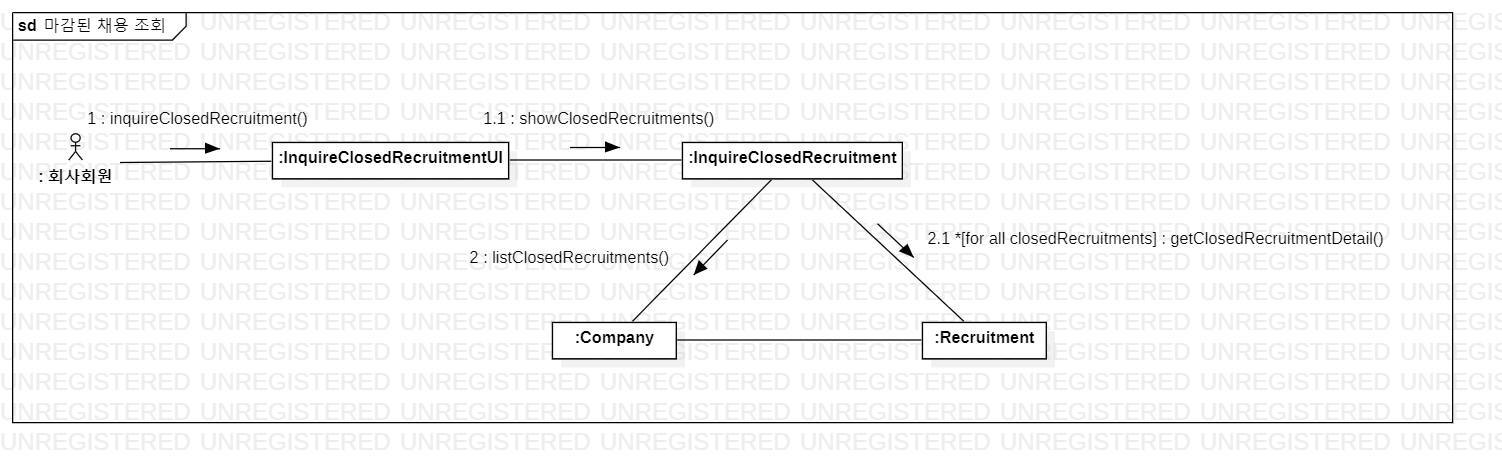 sd 마감된 채용 조회
1 : inquireClosedRecruitment()
1.1 : showClosedRecruitments()
: 회사회원
:InquireClosedRecruitmentUI
:InquireClosedRecruitment
2 : listClosedRecruitments()
2.1 *[for all closedRecruitments] : getClosedRecruitmentDetail()
:Company
:Recruitment
UNREGISTERED